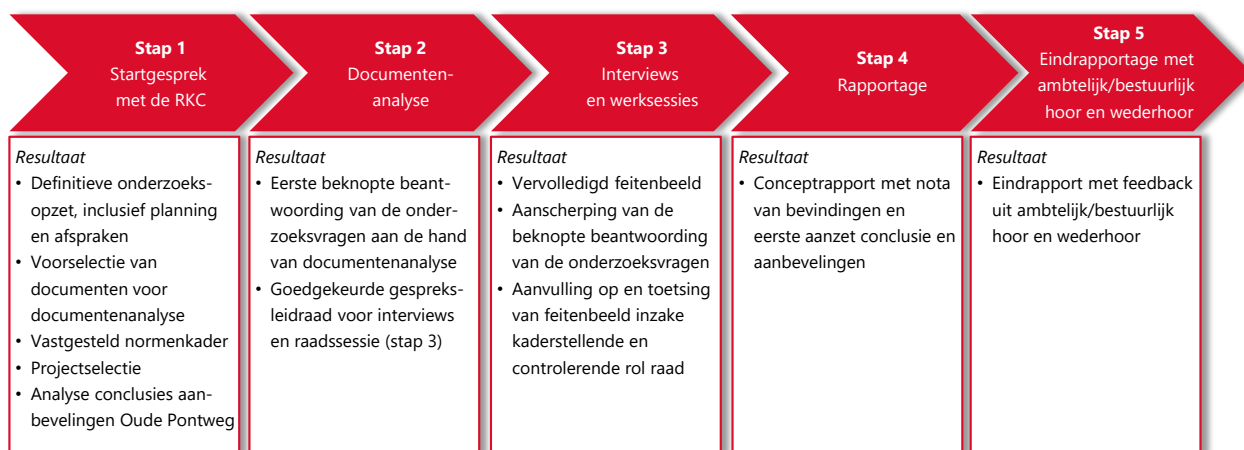 Stap 1
Startgesprek
met de RKC
Stap 2
Documenten-
analyse
Stap 3
Interviews
en werksessies
Stap 4
Rapportage
Stap 5
Eindrapportage met
ambtelijk/bestuurlijk
hoor en wederhoor
Resultaat
• Definitieve onderzoeks-
opzet, inclusief planning
en afspraken
• Voorselectie van
documenten voor
documentenanalyse
• Vastgesteld normenkader
• Projectselectie
• Analyse conclusies aan-
bevelingen Oude Pontweg
Resultaat
• Eerste beknopte beant-
woording van de onder-
zoeksvragen aan de hand
van documentenanalyse
• Goedgekeurde gespreks-
leidraad voor interviews
en raadssessie (stap 3)
Resultaat
• Vervolledigd feitenbeeld
• Aanscherping van de
beknopte beantwoording
van de onderzoeksvragen
• Aanvulling op en toetsing
van feitenbeeld inzake
kaderstellende en
controlerende rol raad
Resultaat
• Conceptrapport met nota
van bevindingen en
eerste aanzet conclusie en
aanbevelingen
Resultaat
• Eindrapport met feedback
uit ambtelijk/bestuurlijk
hoor en wederhoor